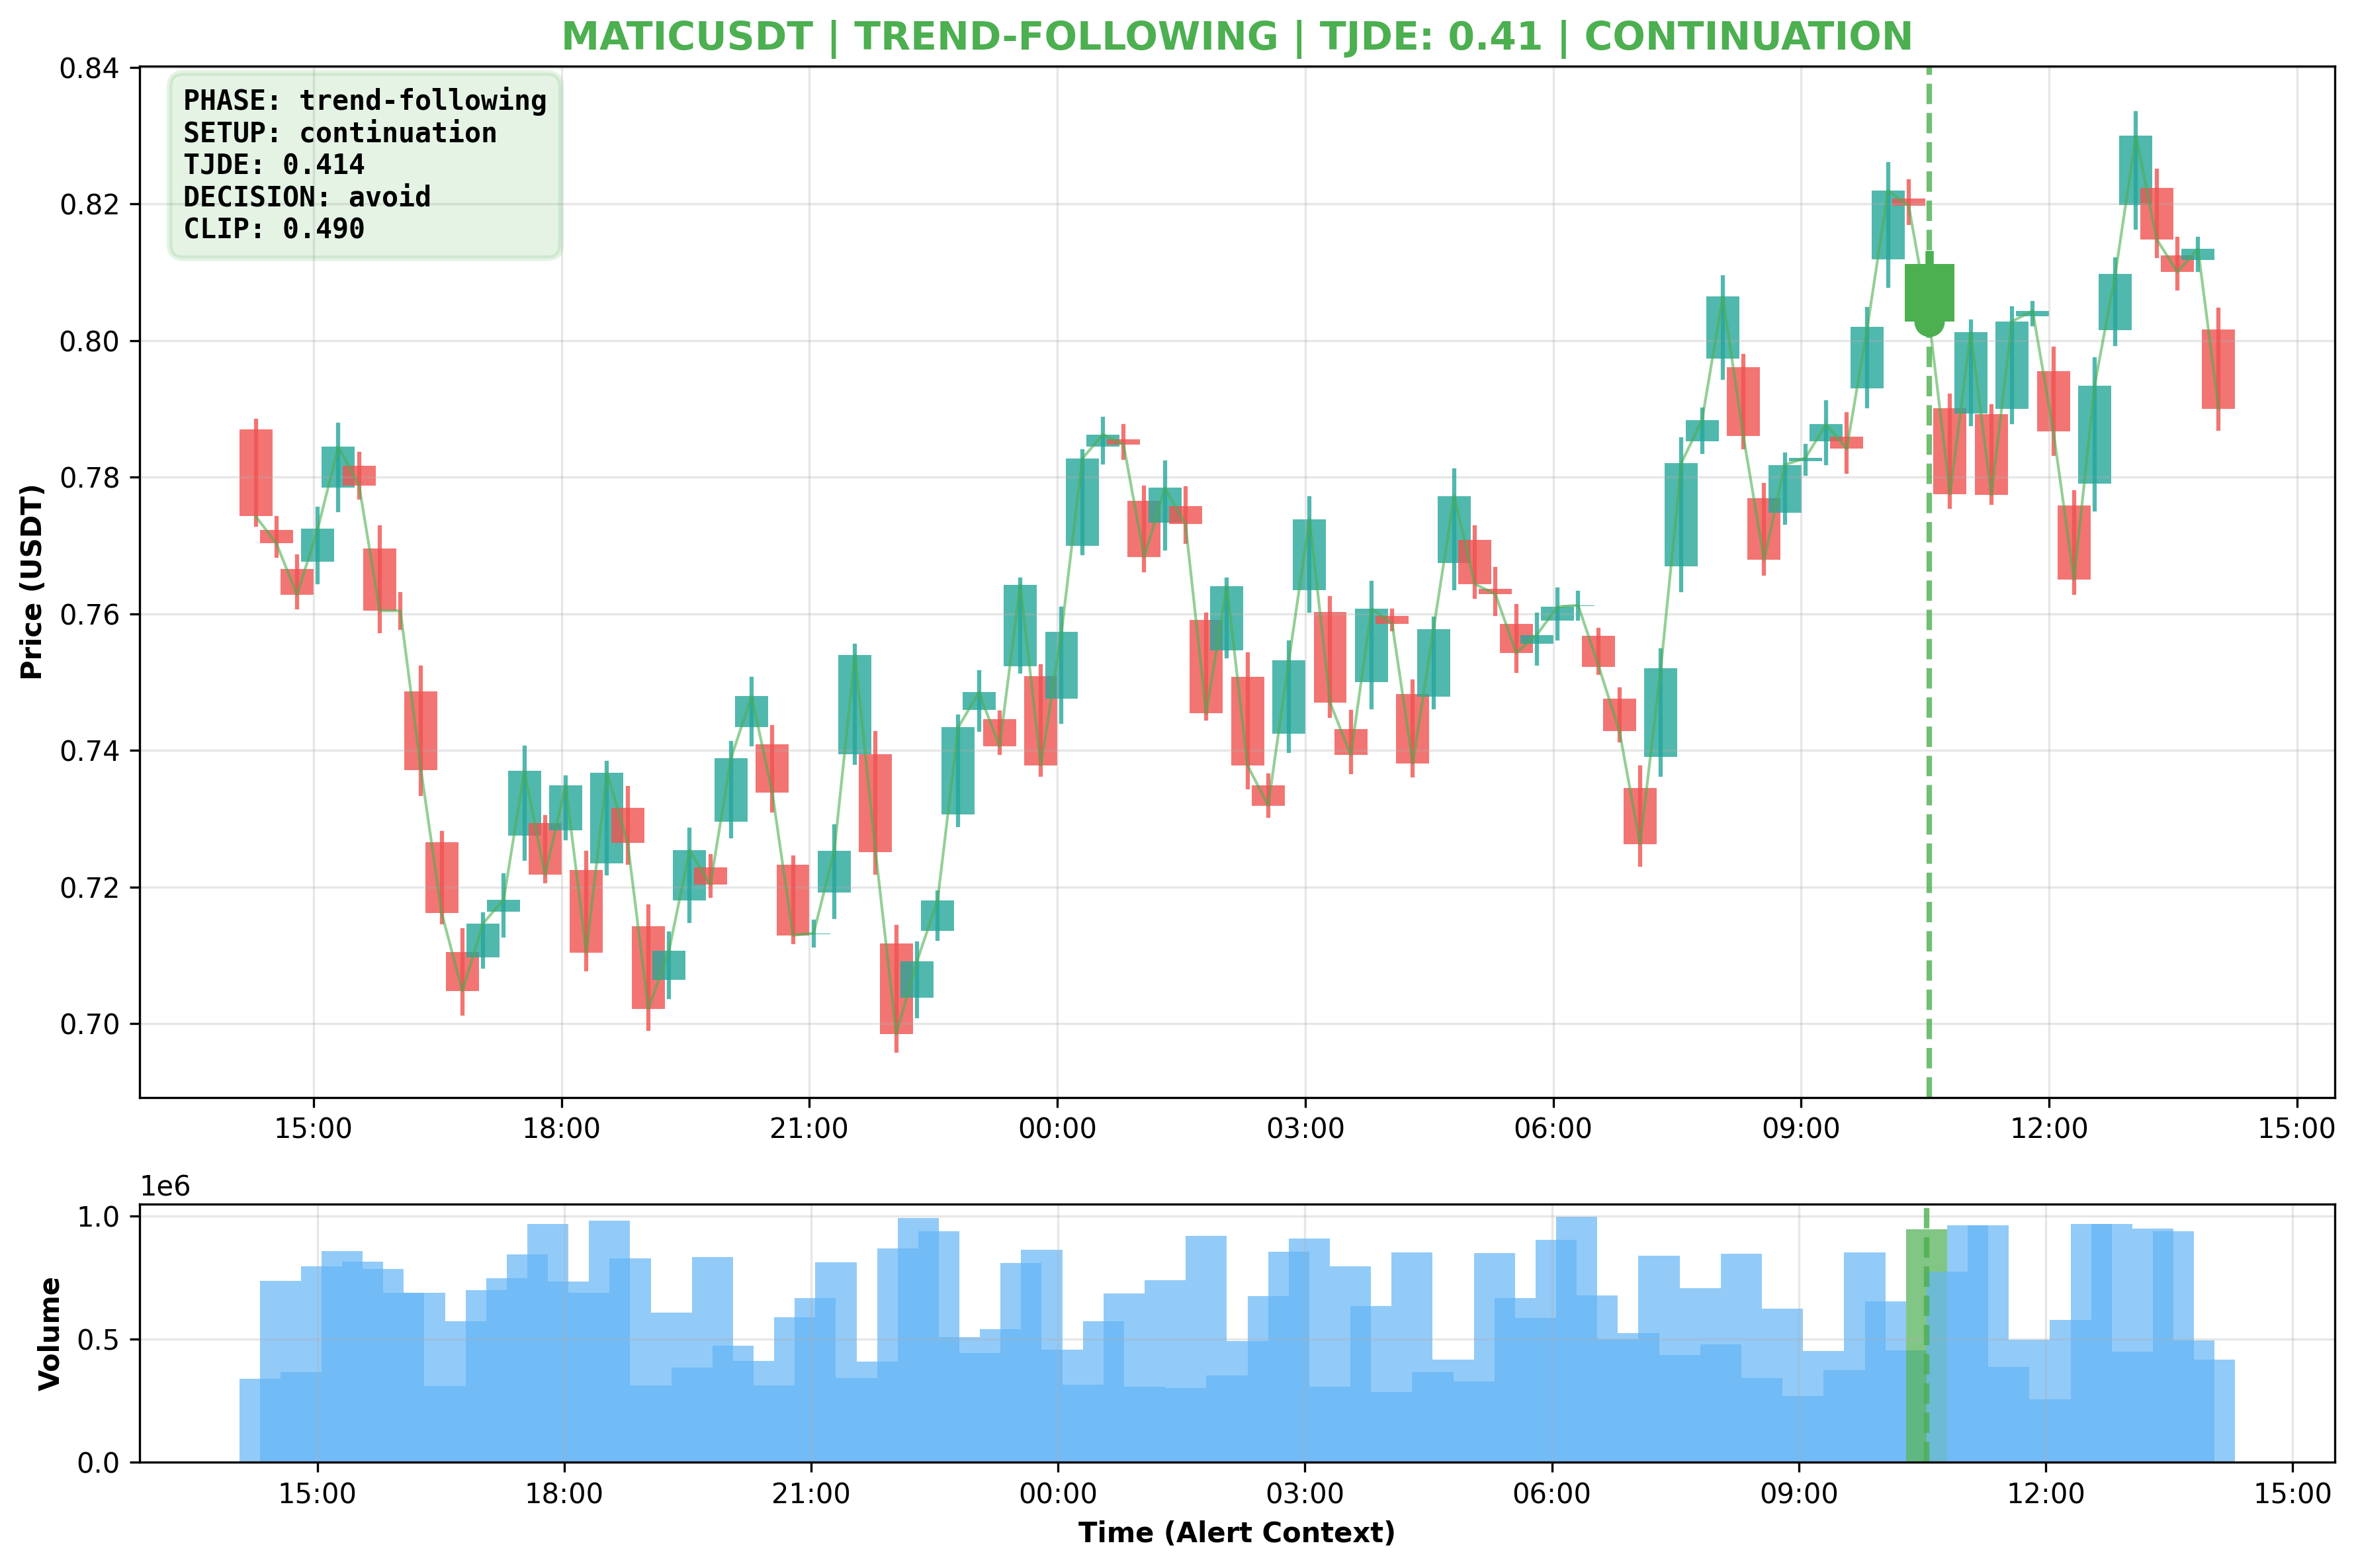 MATICUSDT | TREND-FOLLOWING | TJDE: 0.41 | CONTINUATION
PHASE: trend-following
SETUP: continuation
TJDE: 0.414
DECISION: avoid
CLIP: 0.490
Price (USDT)
0.84
0.82
0.80
0.78
0.76
0.74
0.72
0.70
15:00 18:00 21:00 00:00 03:00 06:00 09:00 12:00 15:00
1e6
Volume
1.0
0.5
0.0
15:00 18:00 21:00 00:00 03:00 06:00 09:00 12:00 15:00
Time (Alert Context)